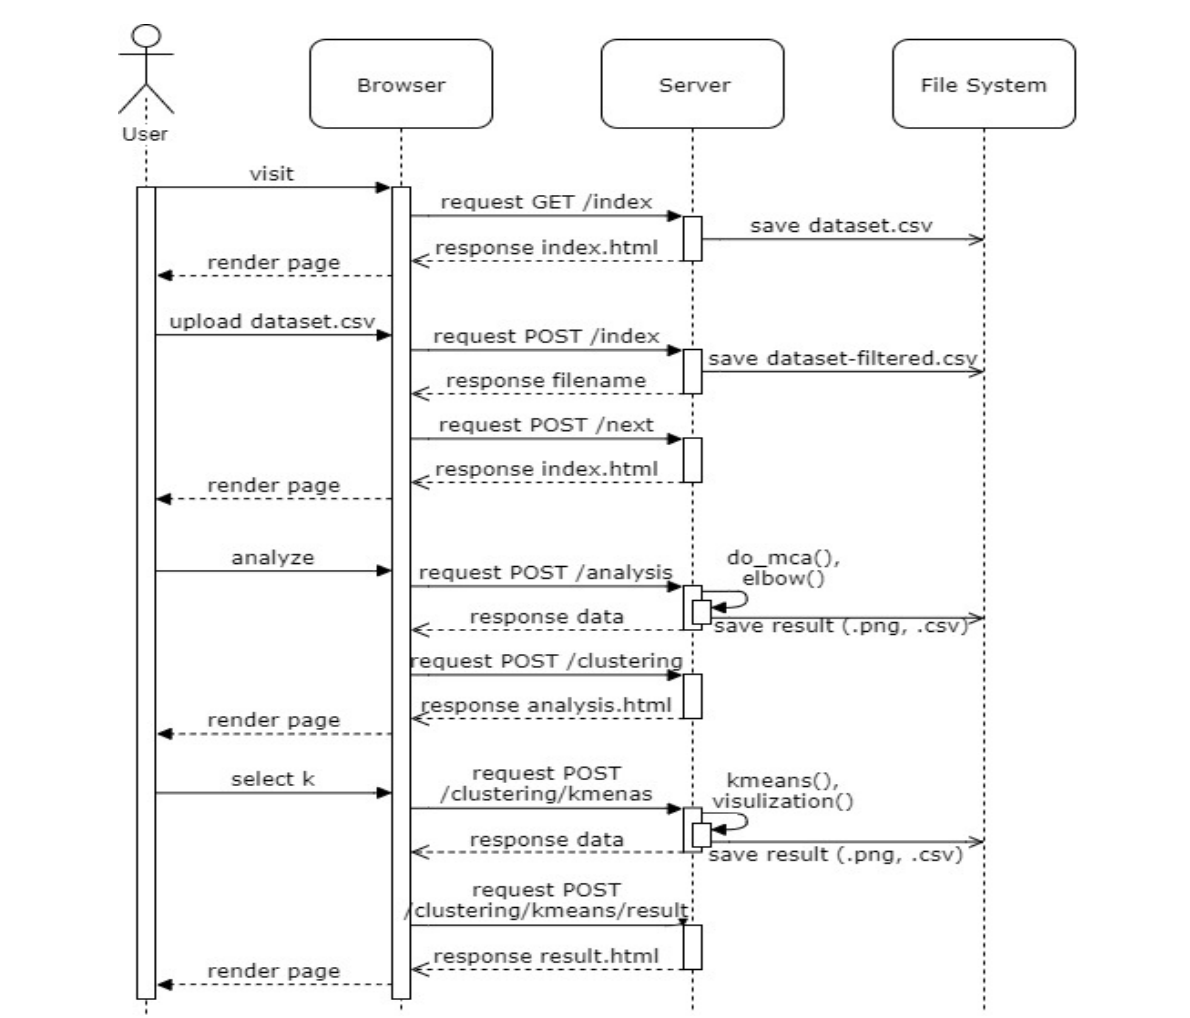 User
Browser
Server
File System
visit
request GET /index
save dataset.csv
response index.html
render page
upload dataset.csv
request POST /index
save dataset-filtered.csv
response filename
request POST /next
response index.html
render page
analyze
do_mca(),
elbow()
request POST /analysis
response data
save result (.png, .csv)
request POST /clustering
response analysis.html
render page
select k
request POST
/clustering/kmenas
kmeans(),
visulization()
response data
save result (.png, .csv)
request POST
/clustering/kmeans/result
response result.html
render page